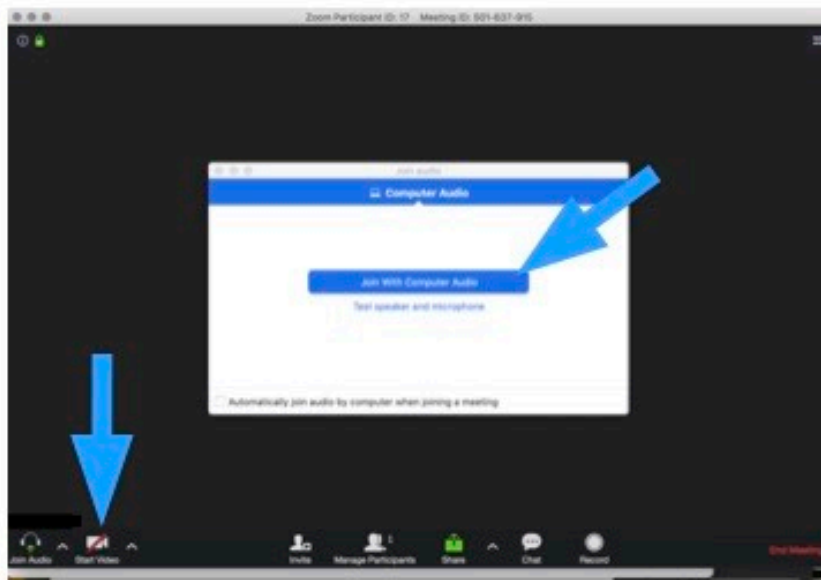 Zoom Participant ID: 17 Meeting ID: 501-637-915
Join audio
Computer Audio
Join With Computer Audio
Test speaker and microphone
Automatically join audio by computer when joining a meeting
1
Join Audio
Start Video
Invite
Manage Participants
Share
Chat
Record
End Meeting